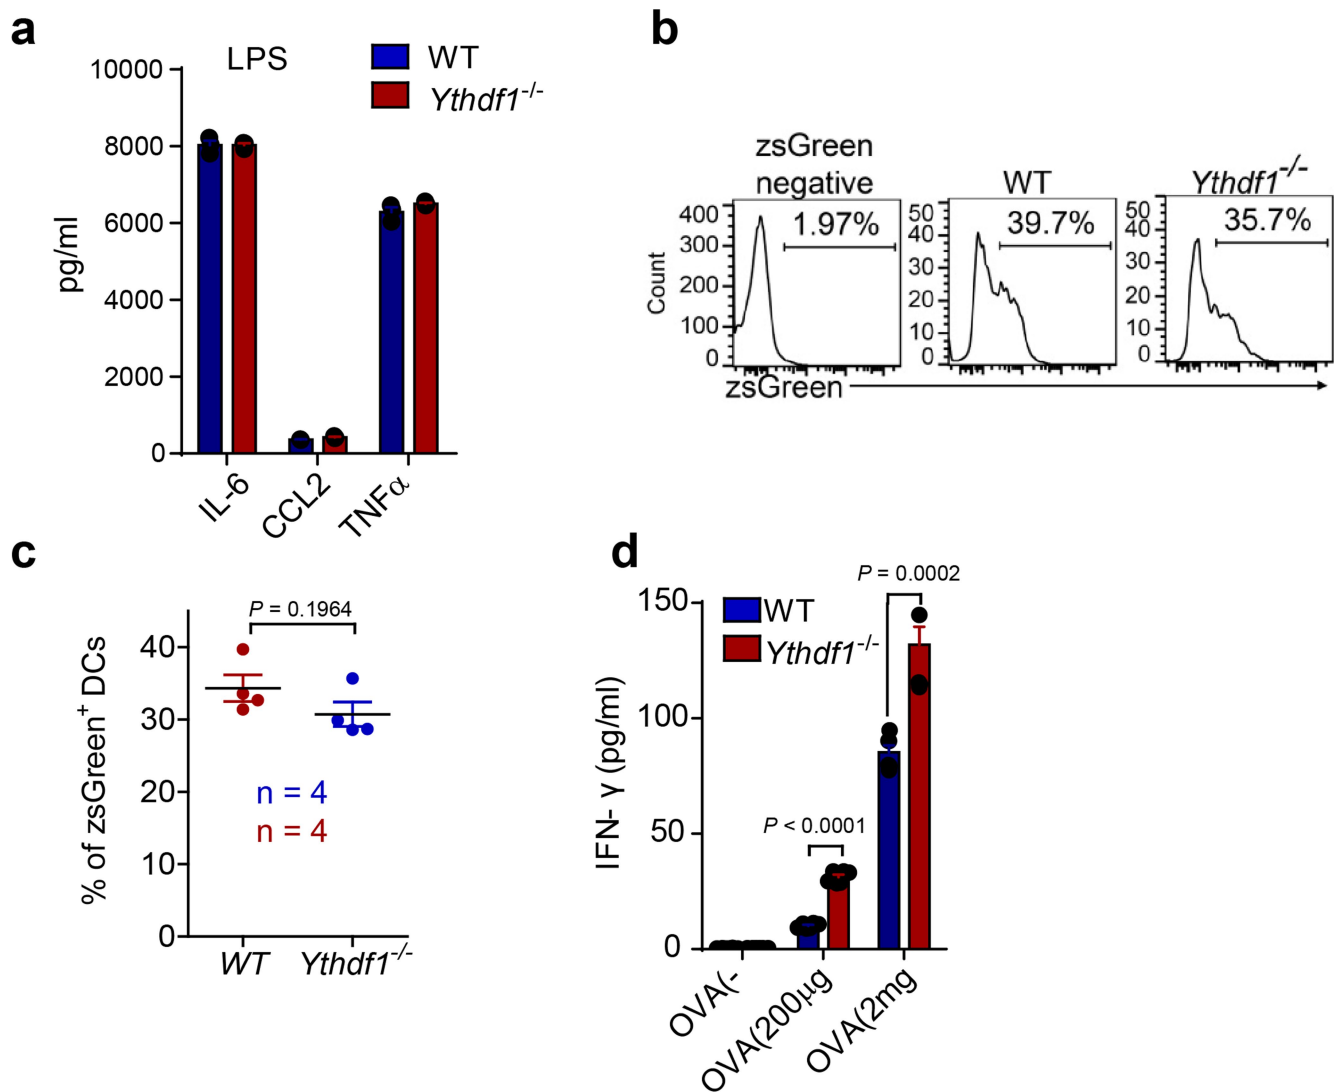 a
LPS
WT
Ythdf1-/-
10000
8000
6000
4000
2000
0
pg/ml
IL-6
CCL2
TNFα
b
zsGreen
negative
WT
Ythdf1-/-
400
300
200
100
0
Count
1.97%
50
40
30
20
10
0
39.7%
50
40
30
20
10
0
35.7%
zsGreen
c
P = 0.1964
40
30
20
10
0
% of zsGreen+ DCs
n = 4
n = 4
WT
Ythdf1-/-
d
P = 0.0002
WT
Ythdf1-/-
150
100
50
0
IFN- γ (pg/ml)
P < 0.0001
OVA(-
OVA(200µg
OVA(2mg